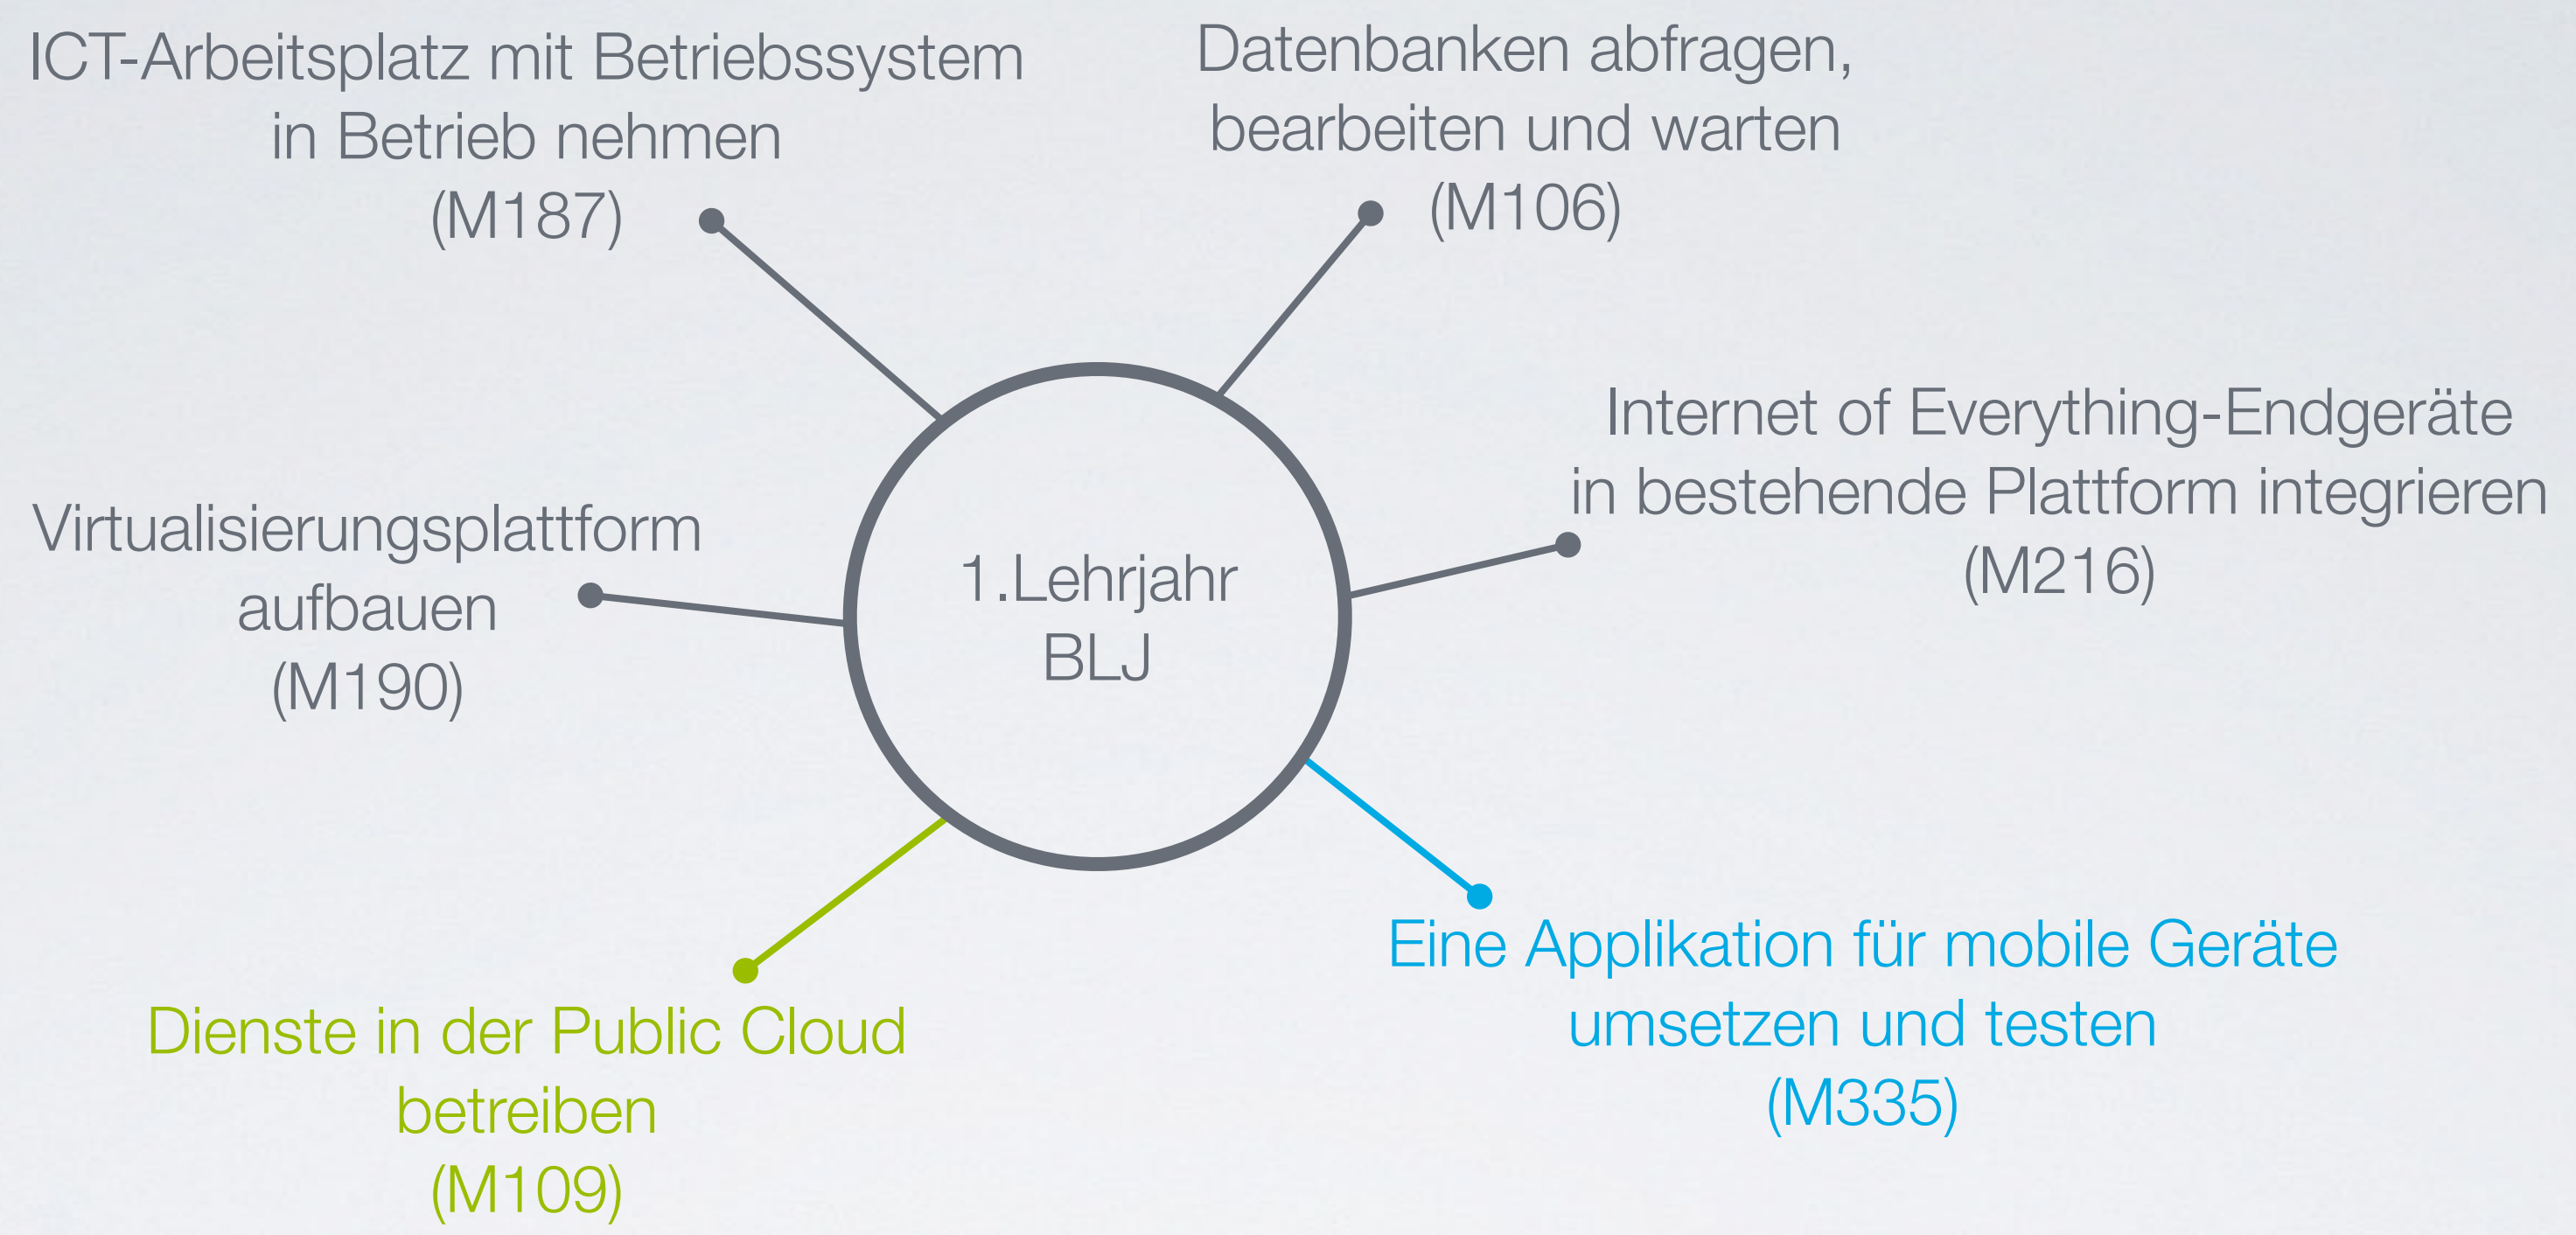 ICT-Arbeitsplatz mit Betriebssystem
in Betrieb nehmen
(M187)
Datenbanken abfragen,
bearbeiten und warten
(M106)
Internet of Everything-Endgeräte
in bestehende Plattform integrieren
(M216)
Virtualisierungsplattform
aufbauen
(M190)
1.Lehrjahr
BLJ
Eine Applikation für mobile Geräte
umsetzen und testen
(M335)
Dienste in der Public Cloud
betreiben
(M109)